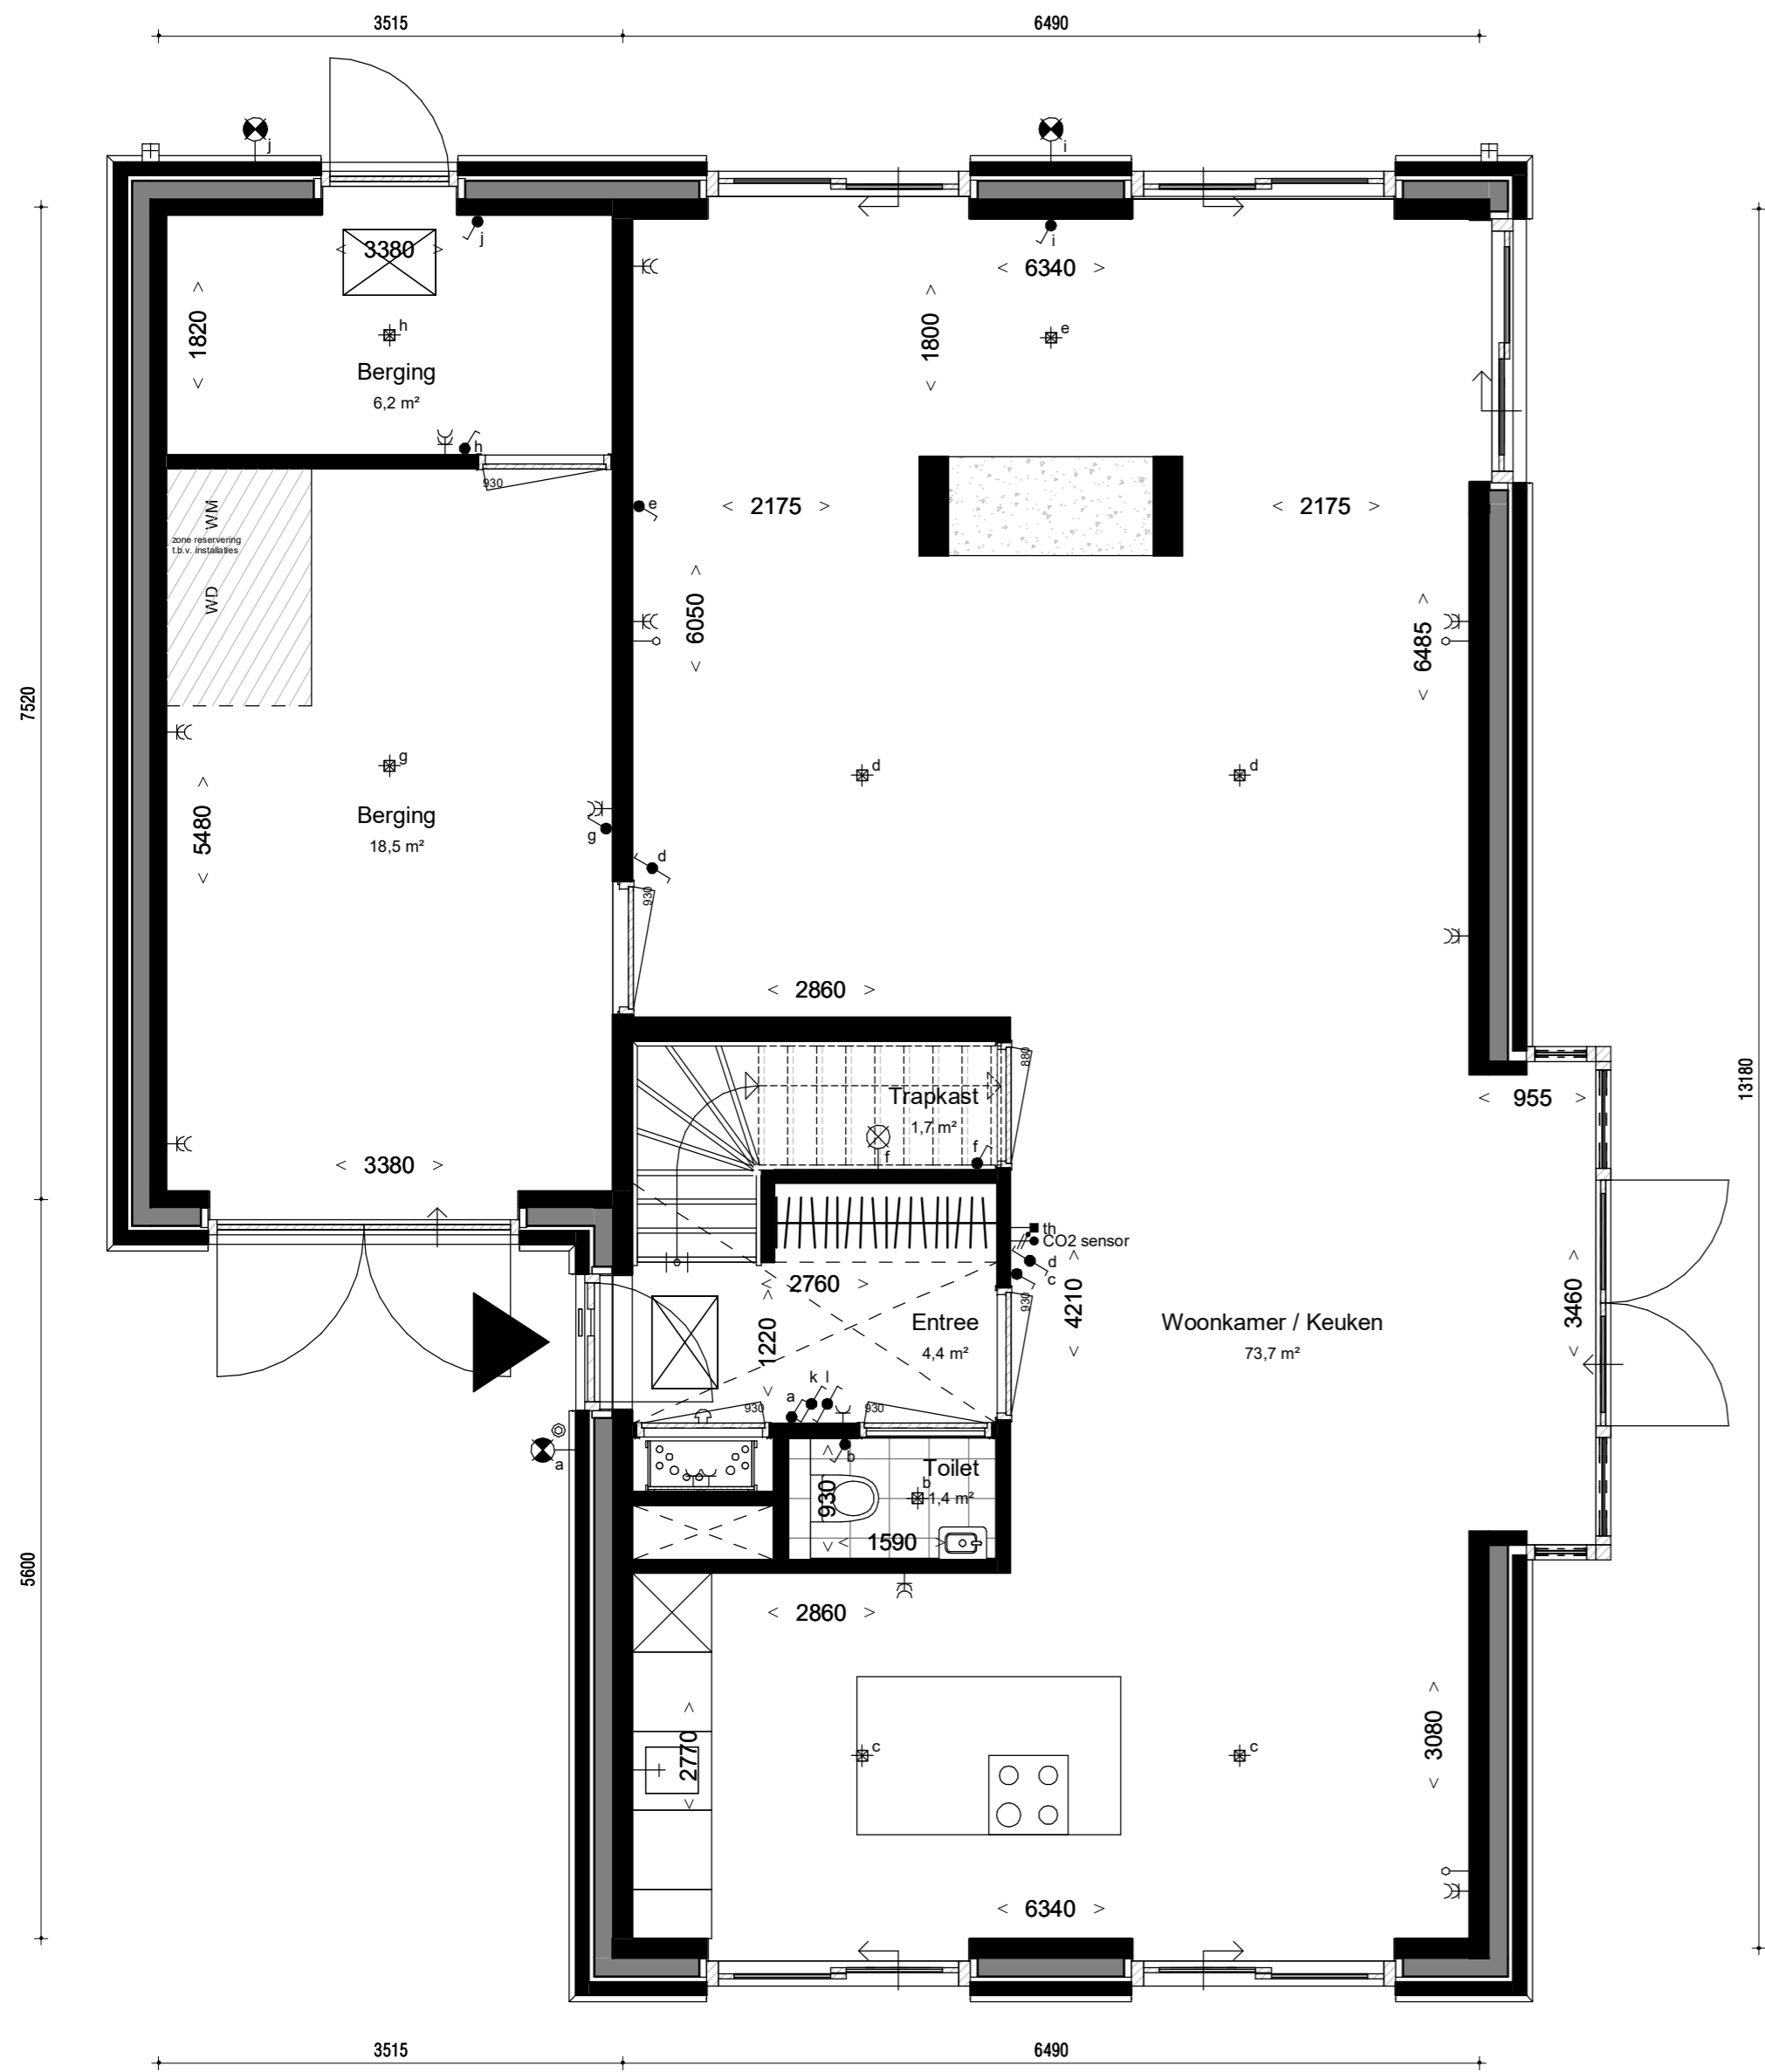 3515
6490
j
i
3380
j
i
6340
1820
h
1800
e
Berging
6,2 m²
h
930
WM
zone reservering
t.b.v. installaties
WD
e
2175
2175
6050
6485
7520
g
d
d
5480
Berging
18,5 m²
g
d
930
2860
880
Trapkast
1,7 m²
955
13180
f
f
3380
th
CO2 sensor
d
c
2760
930
4210
3460
1220
Entree
4,4 m²
Woonkamer / Keuken
73,7 m²
k
l
a
930
930
a
b
Toilet
b
1,4 m²
930
1590
5600
2860
2770
c
c
3080
6340
3515
6490